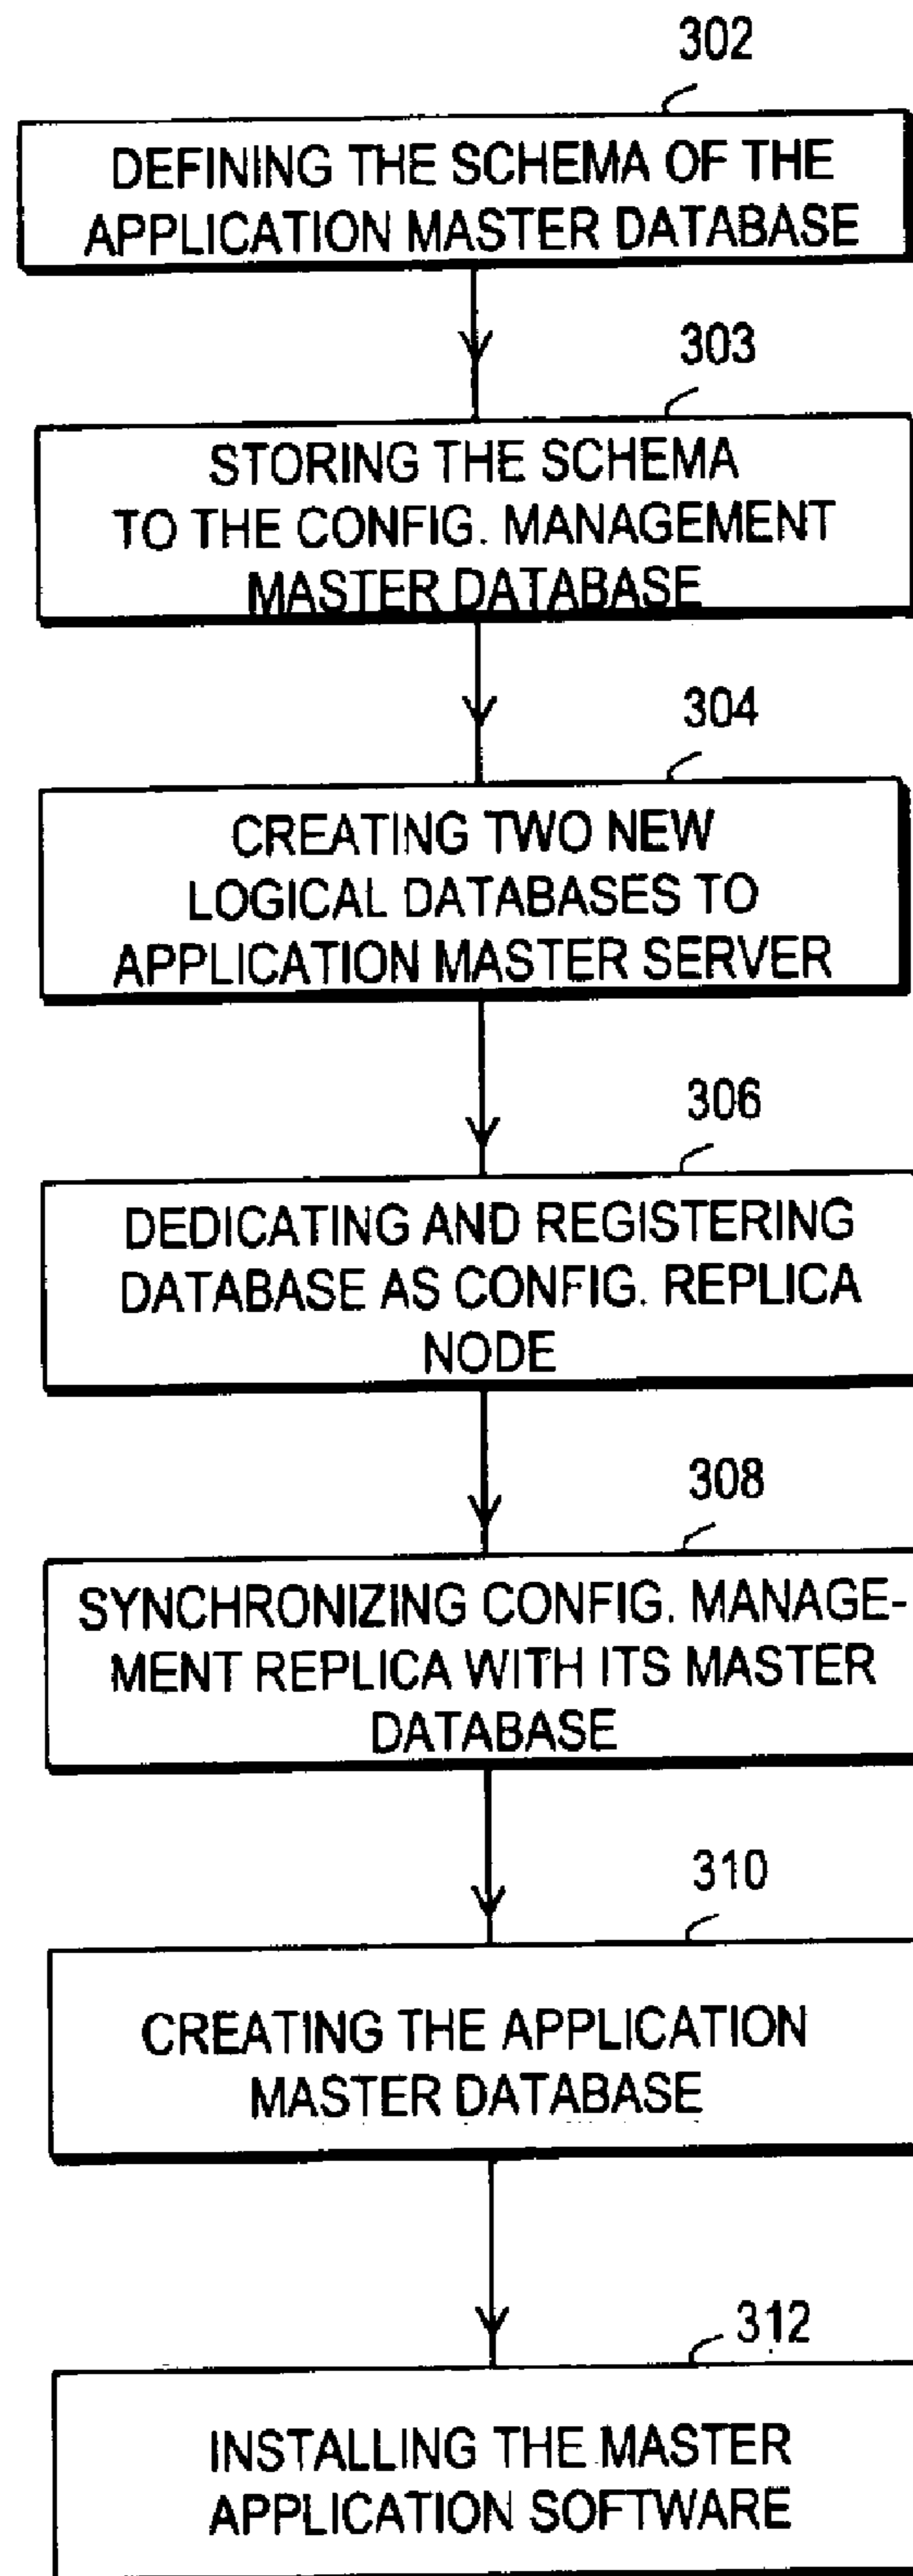 302
DEFINING THE SCHEMA OF THE
APPLICATION MASTER DATABASE
303
STORING THE SCHEMA
TO THE CONFIG. MANAGEMENT
MASTER DATABASE
304
CREATING TWO NEW
LOGICAL DATABASES TO
APPLICATION MASTER SERVER
306
DEDICATING AND REGISTERING
DATABASE AS CONFIG. REPLICA
NODE
308
SYNCHRONIZING CONFIG. MANAGE-
MENT REPLICA WITH ITS MASTER
DATABASE
310
CREATING THE APPLICATION
MASTER DATABASE
312
INSTALLING THE MASTER
APPLICATION SOFTWARE